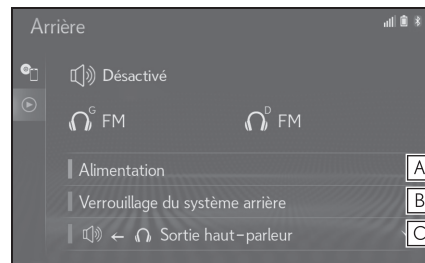 Arrière
Désactivé
G FM D FM
Alimentation A
Verrouillage du système arrière B
Sortie haut-parleur C